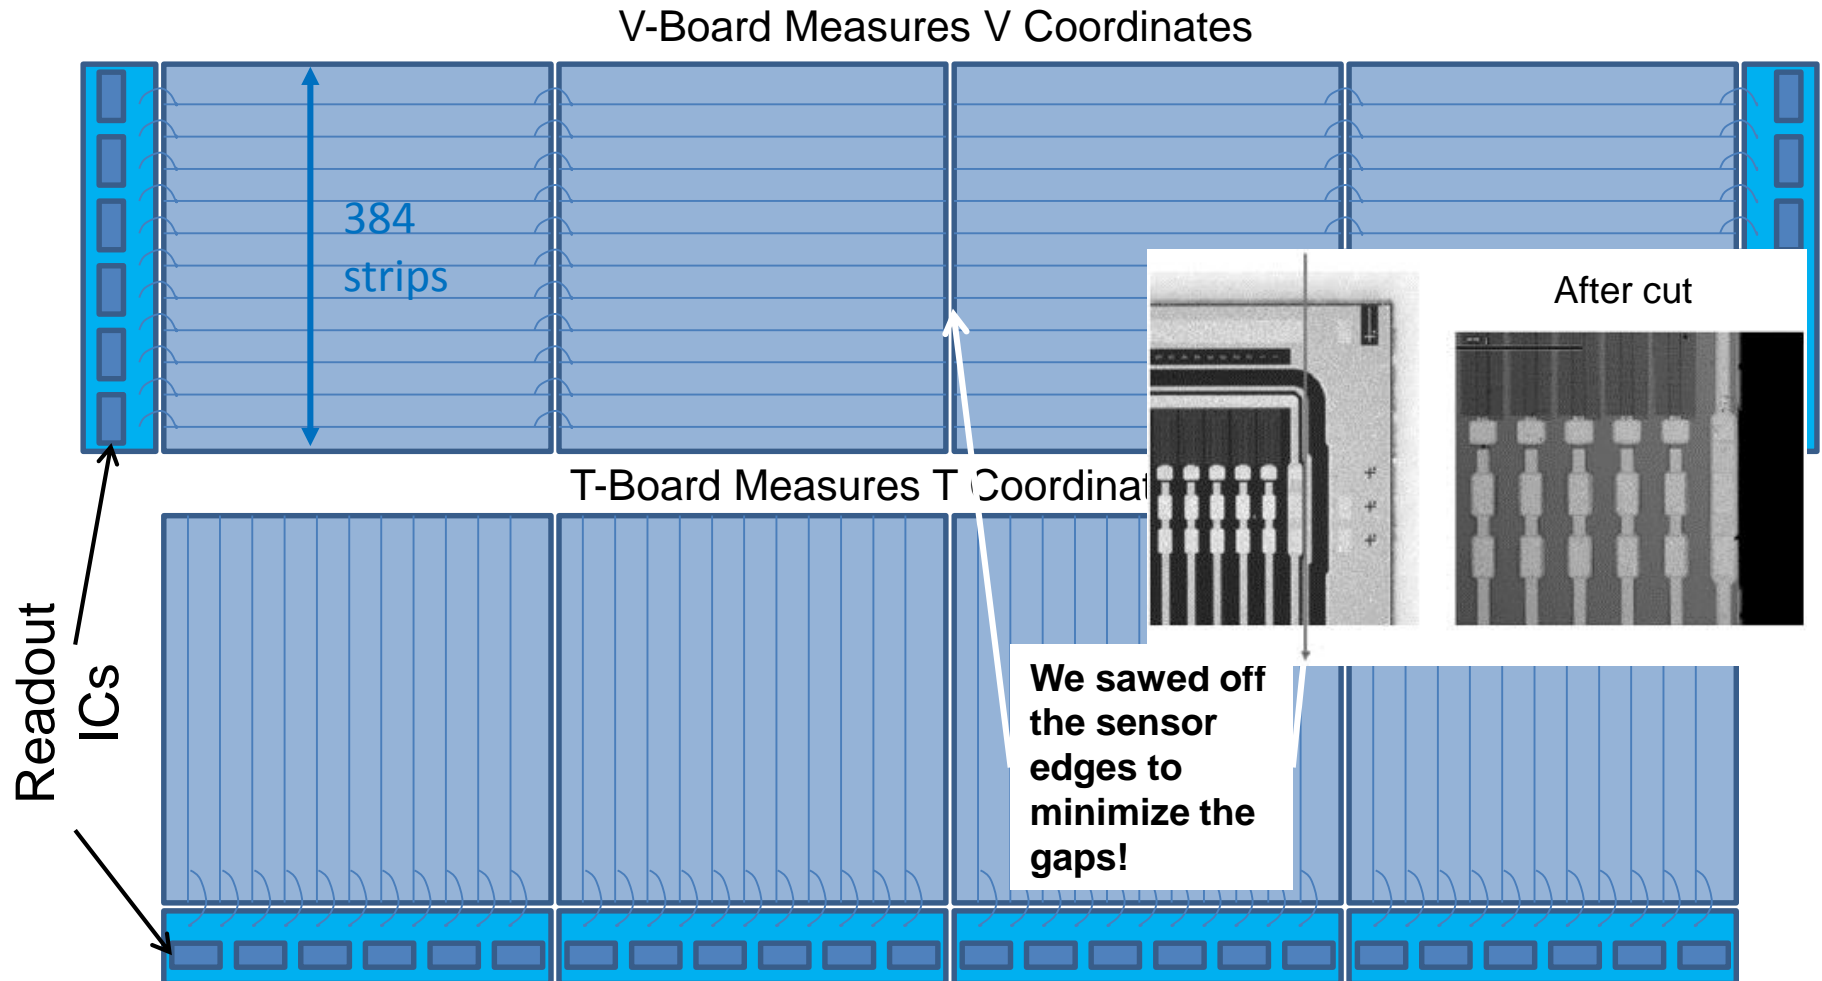 V-Board Measures V Coordinates
384
strips
After cut
T-Board Measures T Coordinat
Readout
ICs
We sawed off
the sensor
edges to
minimize the
gaps!